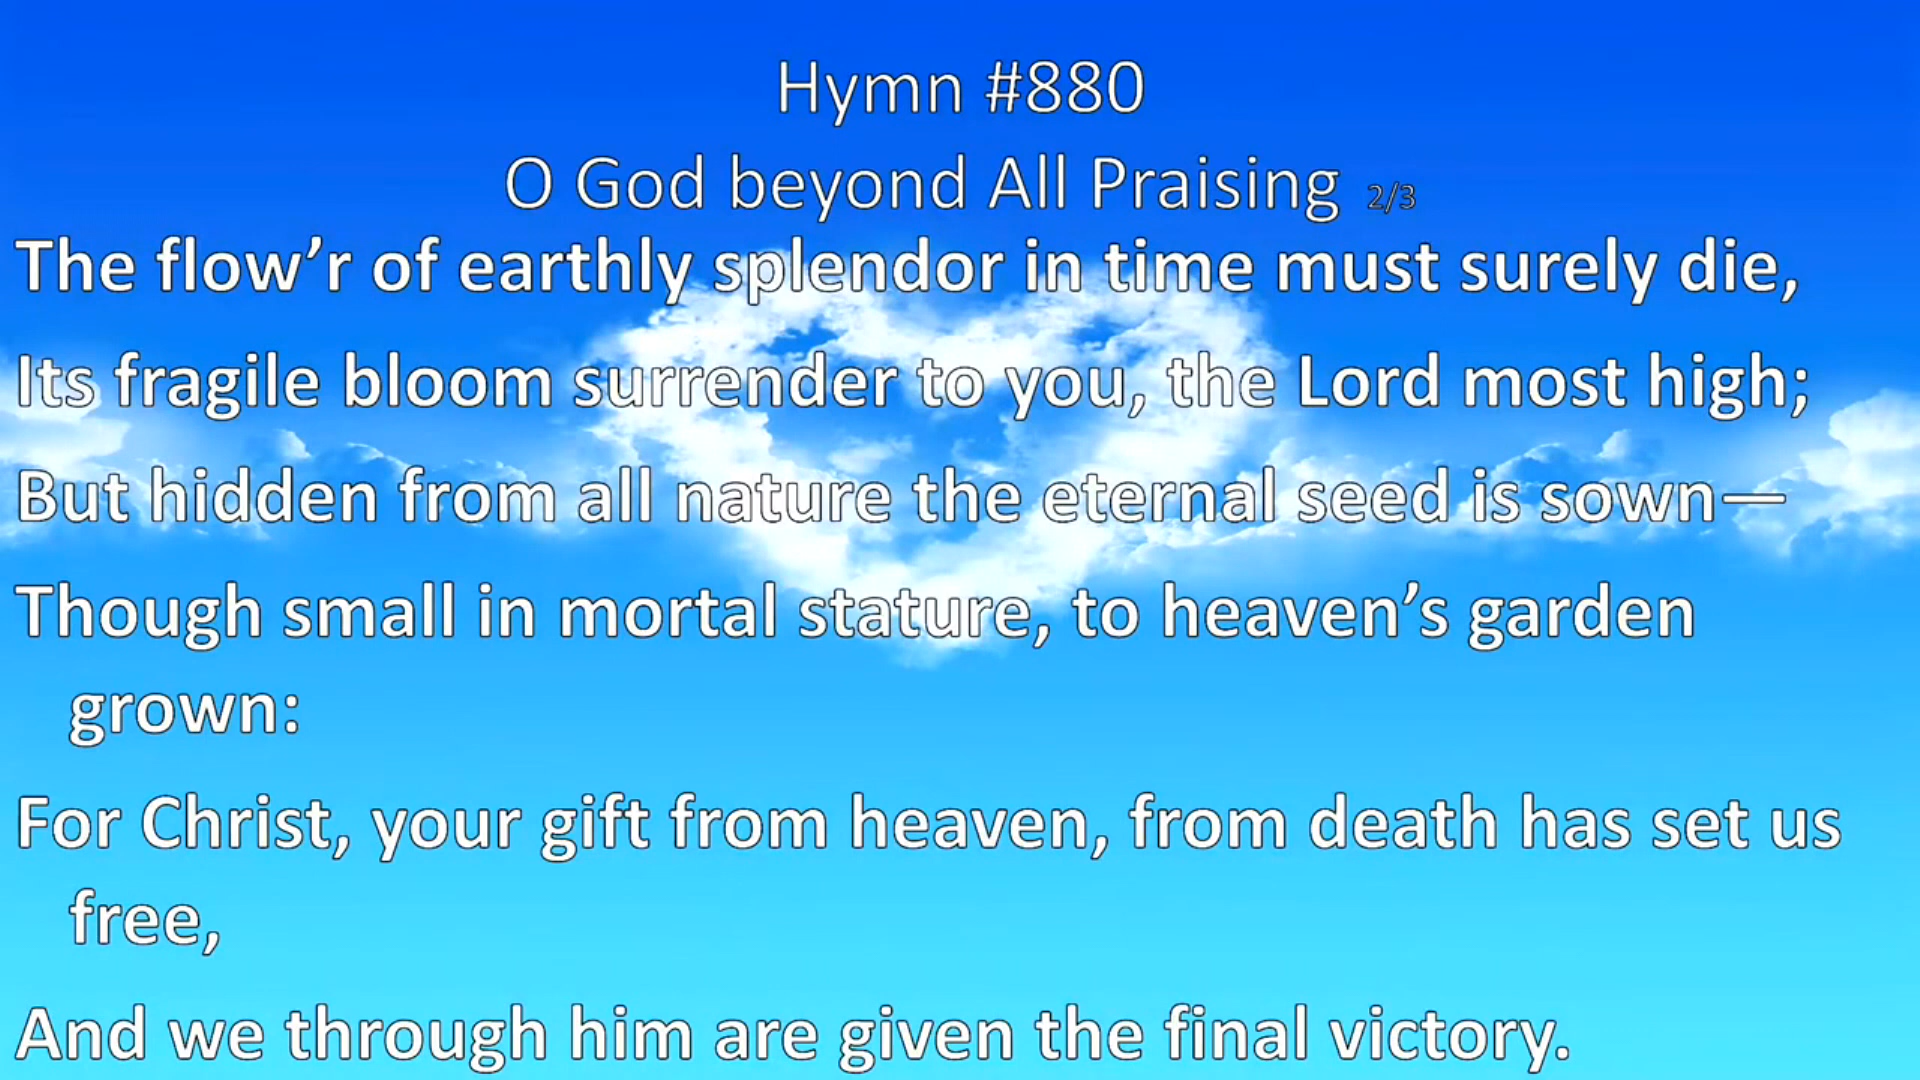 Hymn #880
O God beyond All Praising 2/3
The flow’r of earthly splendor in time must surely die,
Its fragile bloom surrender to you, the Lord most high;
But hidden from all nature the eternal seed is sown—
Though small in mortal stature, to heaven’s garden
grown:
For Christ, your gift from heaven, from death has set us
free,
And we through him are given the final victory.